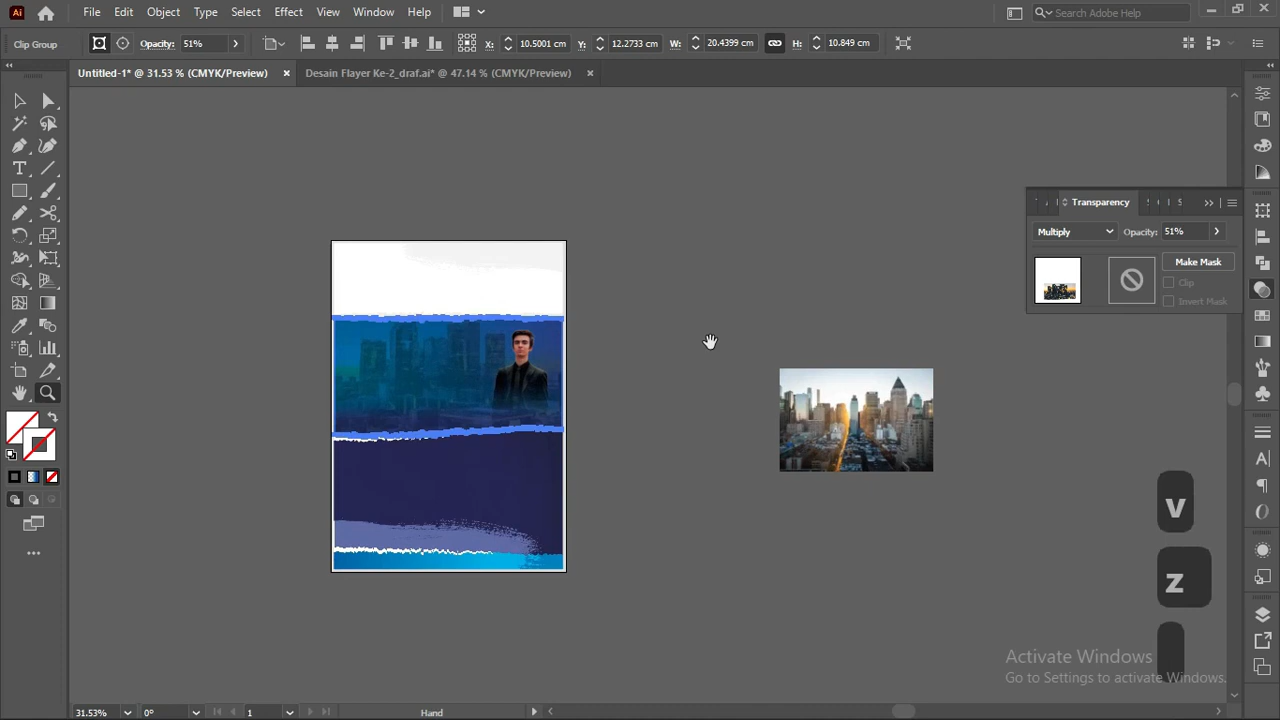 Ai File Edit Object Type Select Effect View Window Help Search Adobe Help
Clip Group Opacity: 51% X: 10.5001 cm Y: 12.2733 cm W: 20.4399 cm H: 10.849 cm
Untitled-1* @ 31.53 % (CMYK/Preview) × Desain Flayer Ke-2_draf.ai* @ 47.14 % (CMYK/Preview) ×
Transparency
Multiply Opacity: 51%
Make Mask
Clip
Invert Mask
v
z
Activate Windows
Go to Settings to activate Windows.
31.53% 0° 1 Hand